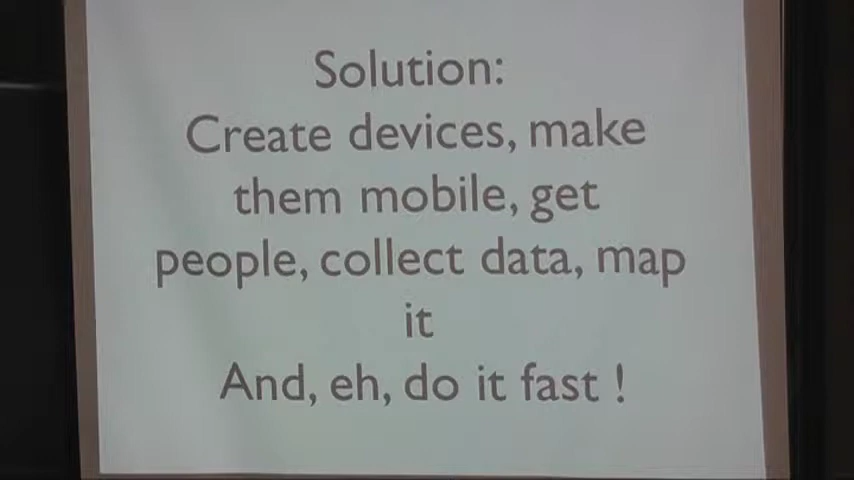 Solution:
Create devices, make
them mobile, get
people, collect data, map
it
And, eh, do it fast !